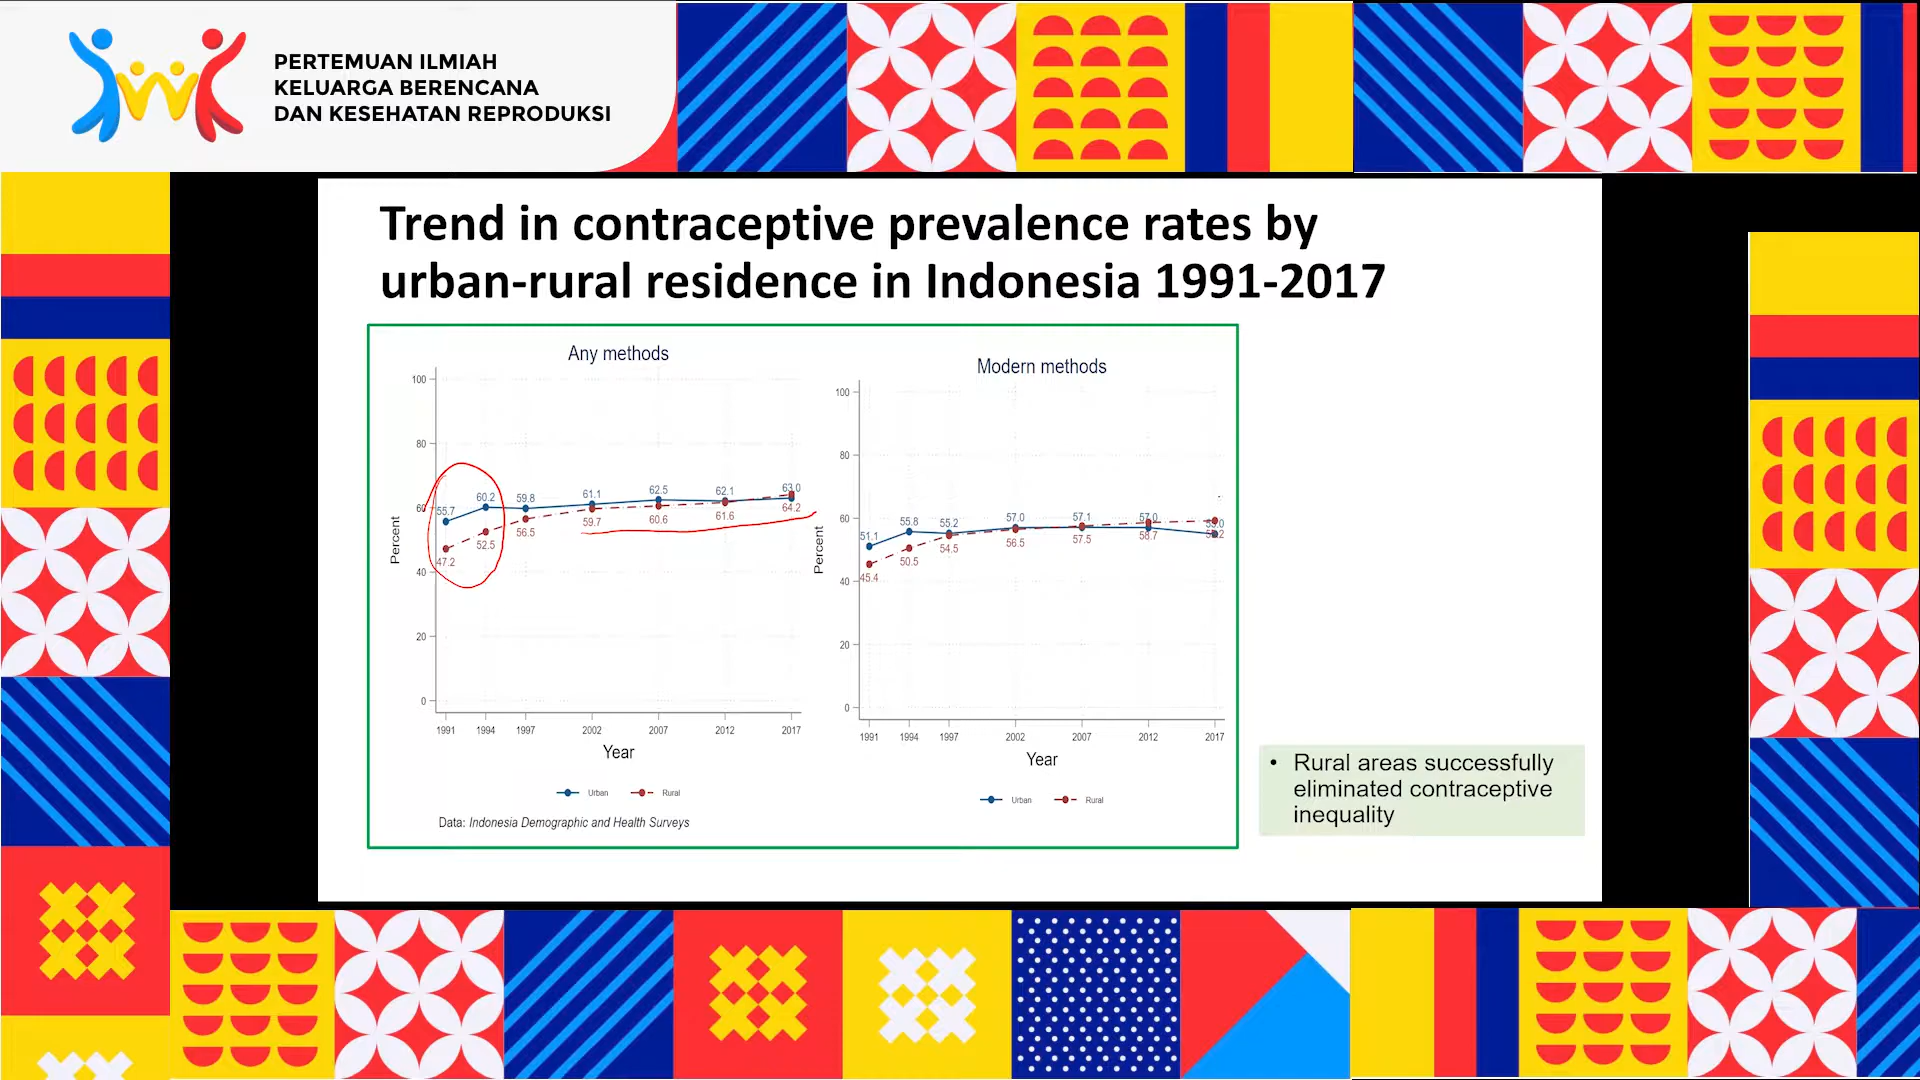 PERTEMUAN ILMIAH
KELUARGA BERENCANA
DAN KESEHATAN REPRODUKSI
Trend in contraceptive prevalence rates by
urban-rural residence in Indonesia 1991-2017
Any methods
100
80
60
40
20
0
Percent
55.7
60.2
59.8
61.1
62.5
62.1
63.0
47.2
52.5
56.5
59.7
60.6
61.6
64.2
1991
1994
1997
2002
2007
2012
2017
Year
Urban
Rural
Data: Indonesia Demographic and Health Surveys
Modern methods
100
80
60
40
20
0
Percent
51.1
55.8
55.2
57.0
57.1
57.0
45.4
50.5
54.5
56.5
57.5
58.7
1991
1994
1997
2002
2007
2012
2017
Year
Urban
Rural
• Rural areas successfully
eliminated contraceptive
inequality